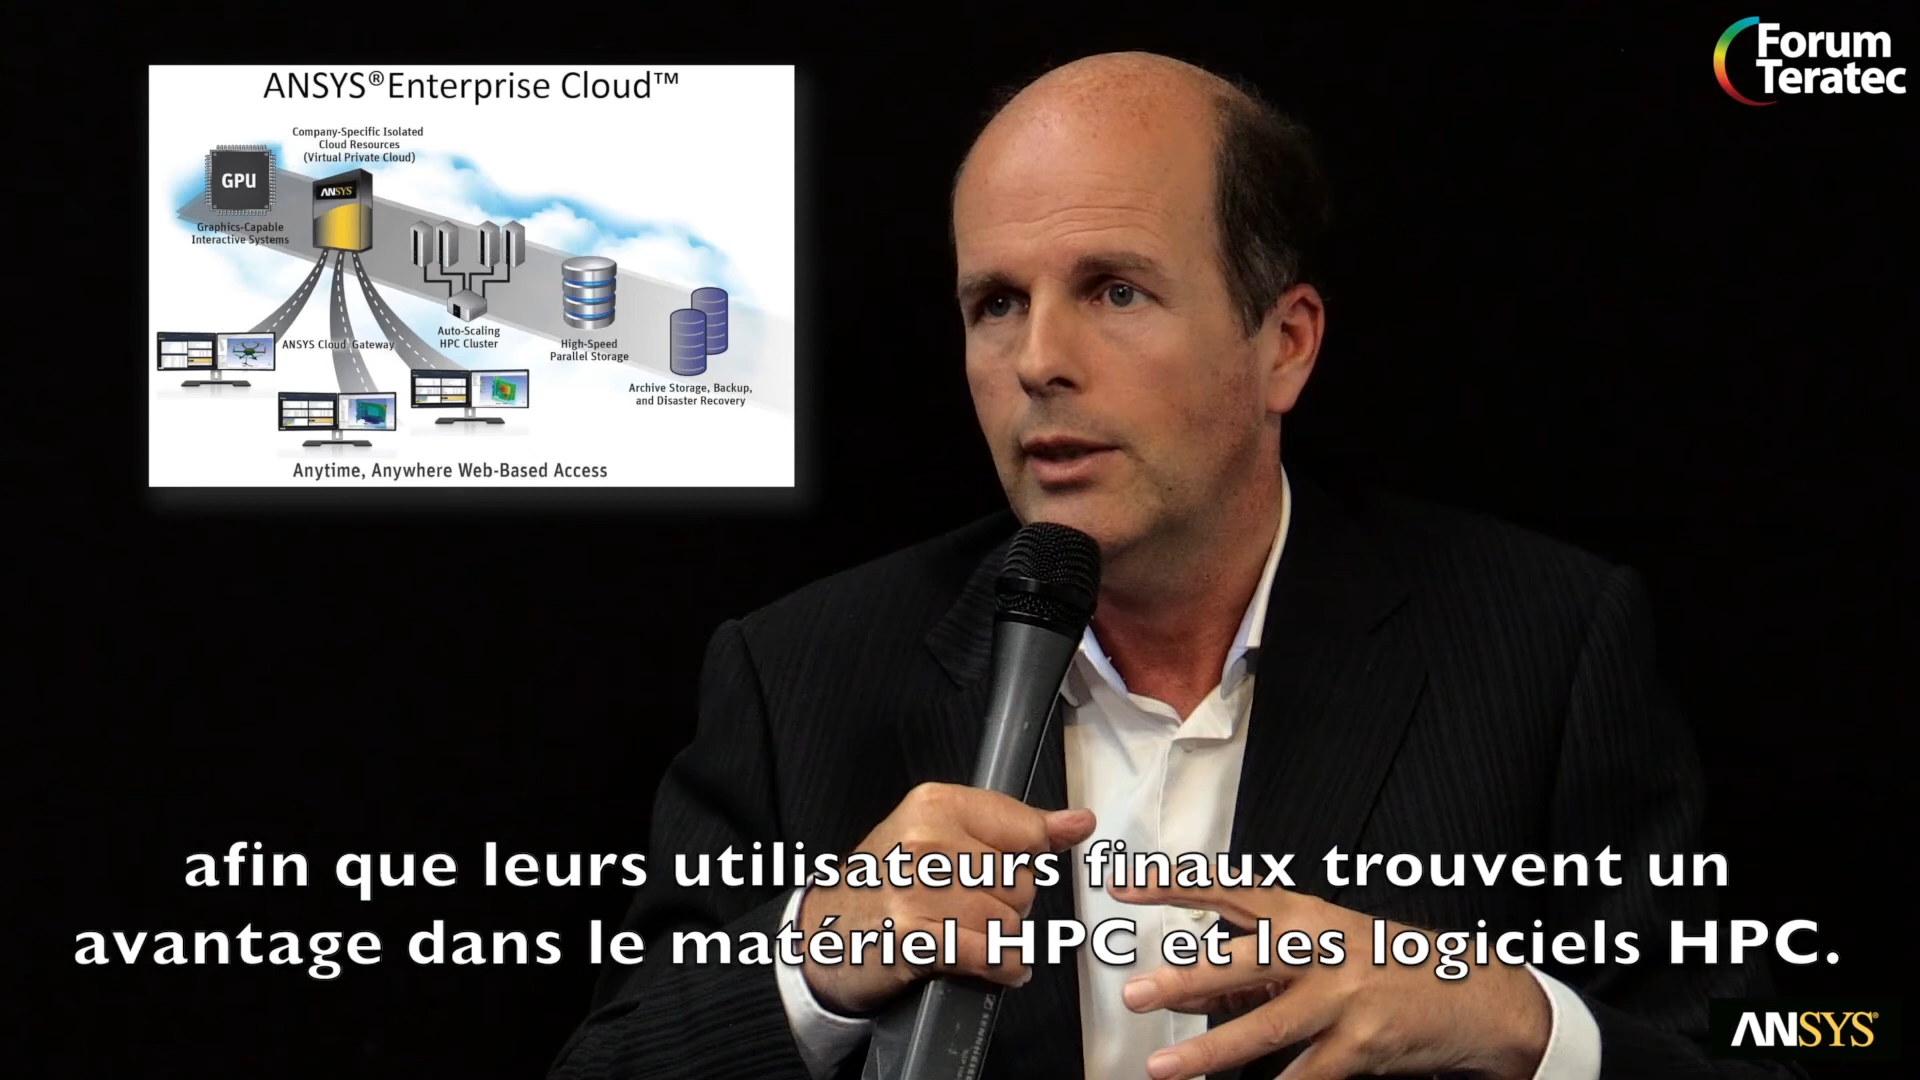 Forum
Teratec
ANSYS®Enterprise Cloud™
Company-Specific Isolated
Cloud Resources
(Virtual Private Cloud)
GPU
ANSYS
Graphics-Capable
Interactive Systems
ANSYS Cloud Gateway
Auto-Scaling
HPC Cluster
High-Speed
Parallel Storage
Archive Storage, Backup,
and Disaster Recovery
Anytime, Anywhere Web-Based Access
afin que leurs utilisateurs finaux trouvent un
avantage dans le matériel HPC et les logiciels HPC.
SENNHEISER
ANSYS®